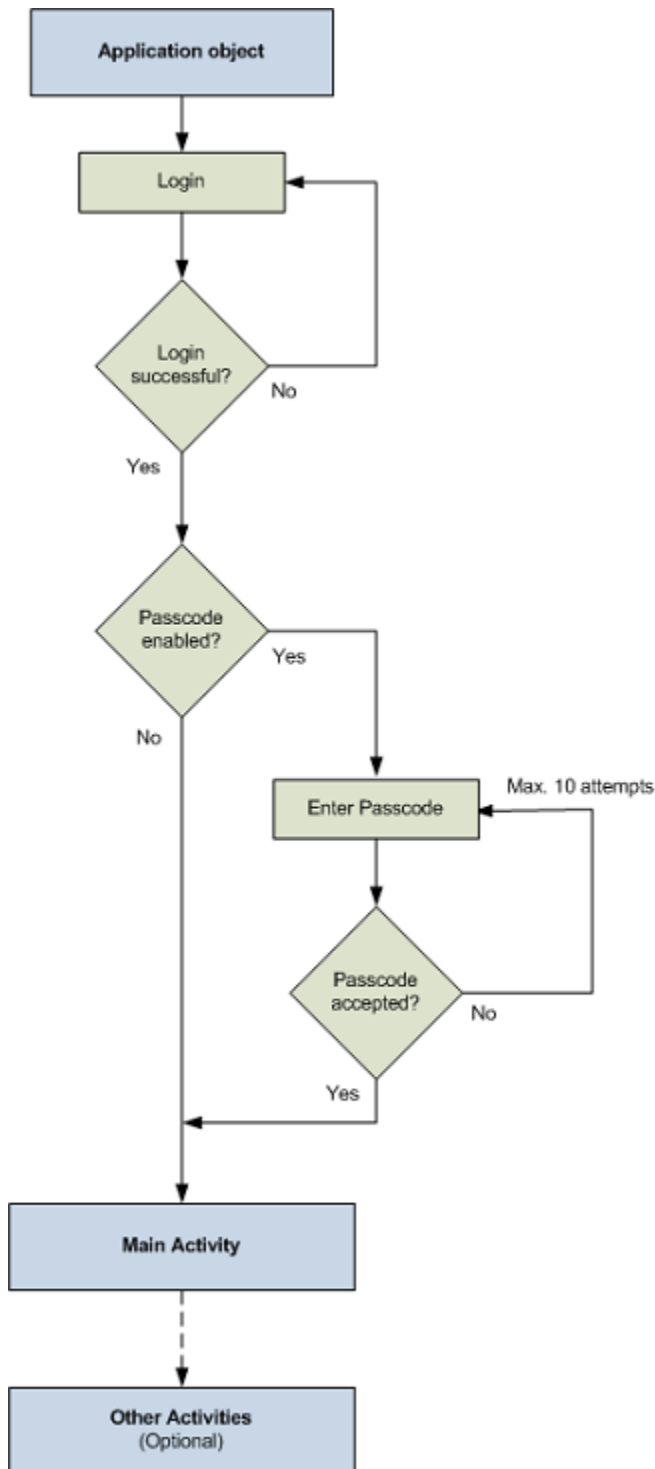 Application object
Login
Login
successful?
No
Yes
Passcode
enabled?
Yes
No
Max. 10 attempts
Enter Passcode
Passcode
accepted?
No
Yes
Main Activity
Other Activities
(Optional)